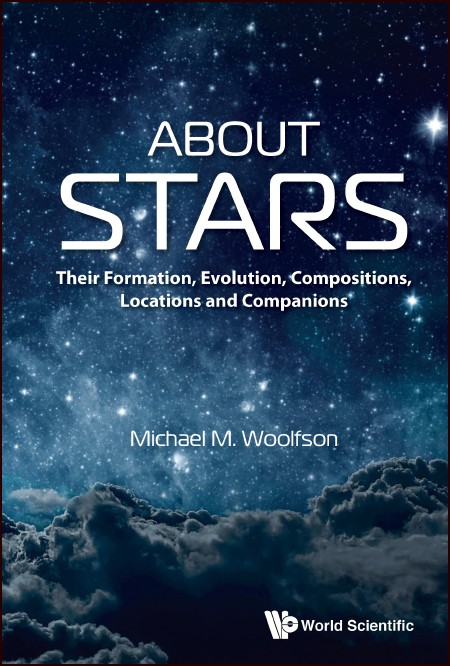 ABOUT
STARS
Their Formation, Evolution, Compositions,
Locations and Companions
Michael M. Woolfson
World Scientific